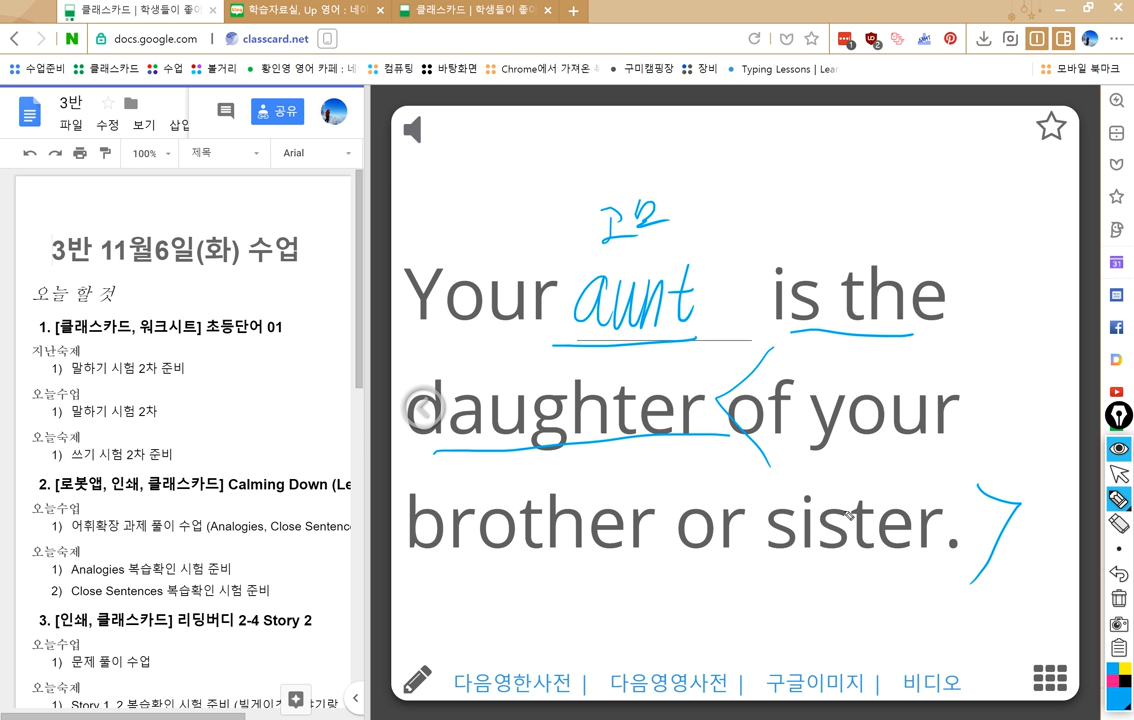 클래스카드 | 학생들이 좋아
학습자료실, Up 영어 : 네이
클래스카드 | 학생들이 좋아
docs.google.com | classcard.net
수업준비 클래스카드 수업 볼거리 황인영 영어 카페 : 네 컴퓨팅 바탕화면 Chrome에서 가져온 구미캠핑장 장비 Typing Lessons | Lear 모바일 북마크
3반
파일 수정 보기 삽입
공유
100% 제목 Arial
3반 11월6일(화) 수업
오늘 할 것
1. [클래스카드, 워크시트] 초등단어 01
지난숙제
1) 말하기 시험 2차 준비
오늘수업
1) 말하기 시험 2차
오늘숙제
1) 쓰기 시험 2차 준비
2. [로봇앱, 인쇄, 클래스카드] Calming Down (Le
오늘수업
1) 어휘확장 과제 풀이 수업 (Analogies, Close Sentenc
오늘숙제
1) Analogies 복습확인 시험 준비
2) Close Sentences 복습확인 시험 준비
3. [인쇄, 클래스카드] 리딩버디 2-4 Story 2
오늘수업
1) 문제 풀이 수업
오늘숙제
고모
Your aunt is the
daughter of your
brother or sister.
다음영한사전 | 다음영영사전 | 구글이미지 | 비디오